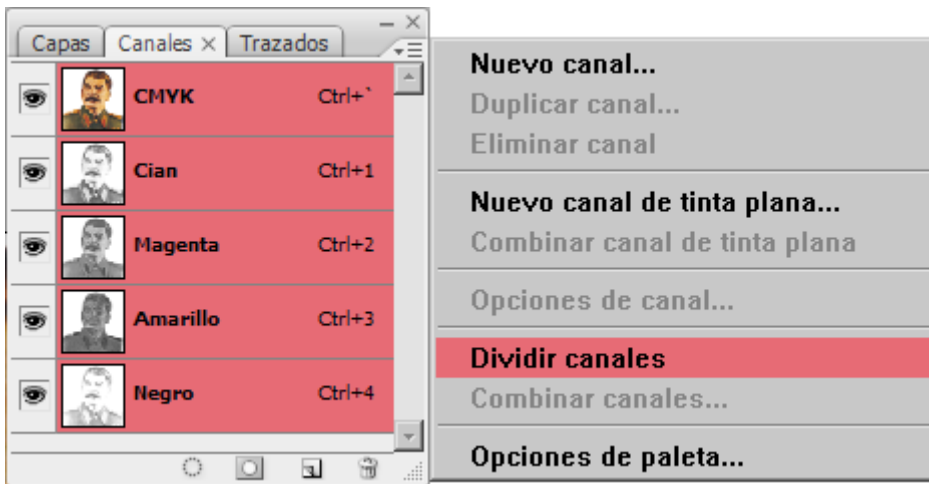 Capas Canales × Trazados
CMYK Ctrl+`
Cian Ctrl+1
Magenta Ctrl+2
Amarillo Ctrl+3
Negro Ctrl+4
Nuevo canal...
Duplicar canal...
Eliminar canal
Nuevo canal de tinta plana...
Combinar canal de tinta plana
Opciones de canal...
Dividir canales
Combinar canales...
Opciones de paleta...